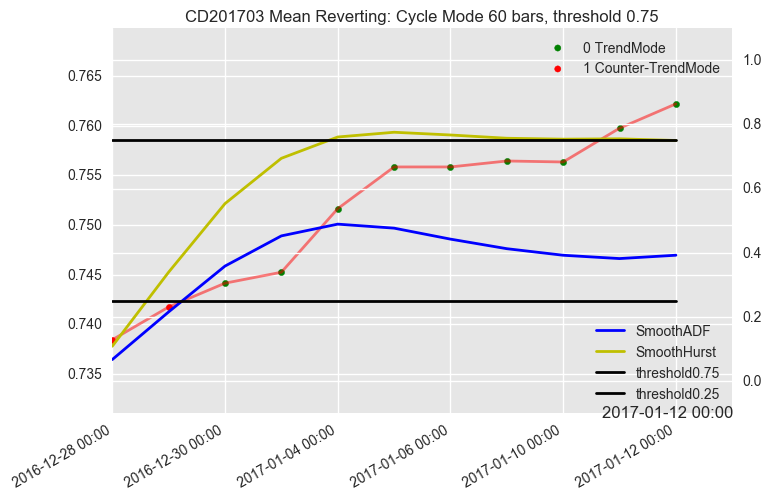 CD201703 Mean Reverting: Cycle Mode 60 bars, threshold 0.75
0 TrendMode
1 Counter-TrendMode
0.765
0.760
0.755
0.750
0.745
0.740
0.735
1.0
0.8
0.6
0.4
0.2
0.0
SmoothADF
SmoothHurst
threshold0.75
threshold0.25
2017-01-12 00:00
2016-12-28 00:00
2016-12-30 00:00
2017-01-04 00:00
2017-01-06 00:00
2017-01-10 00:00
2017-01-12 00:00